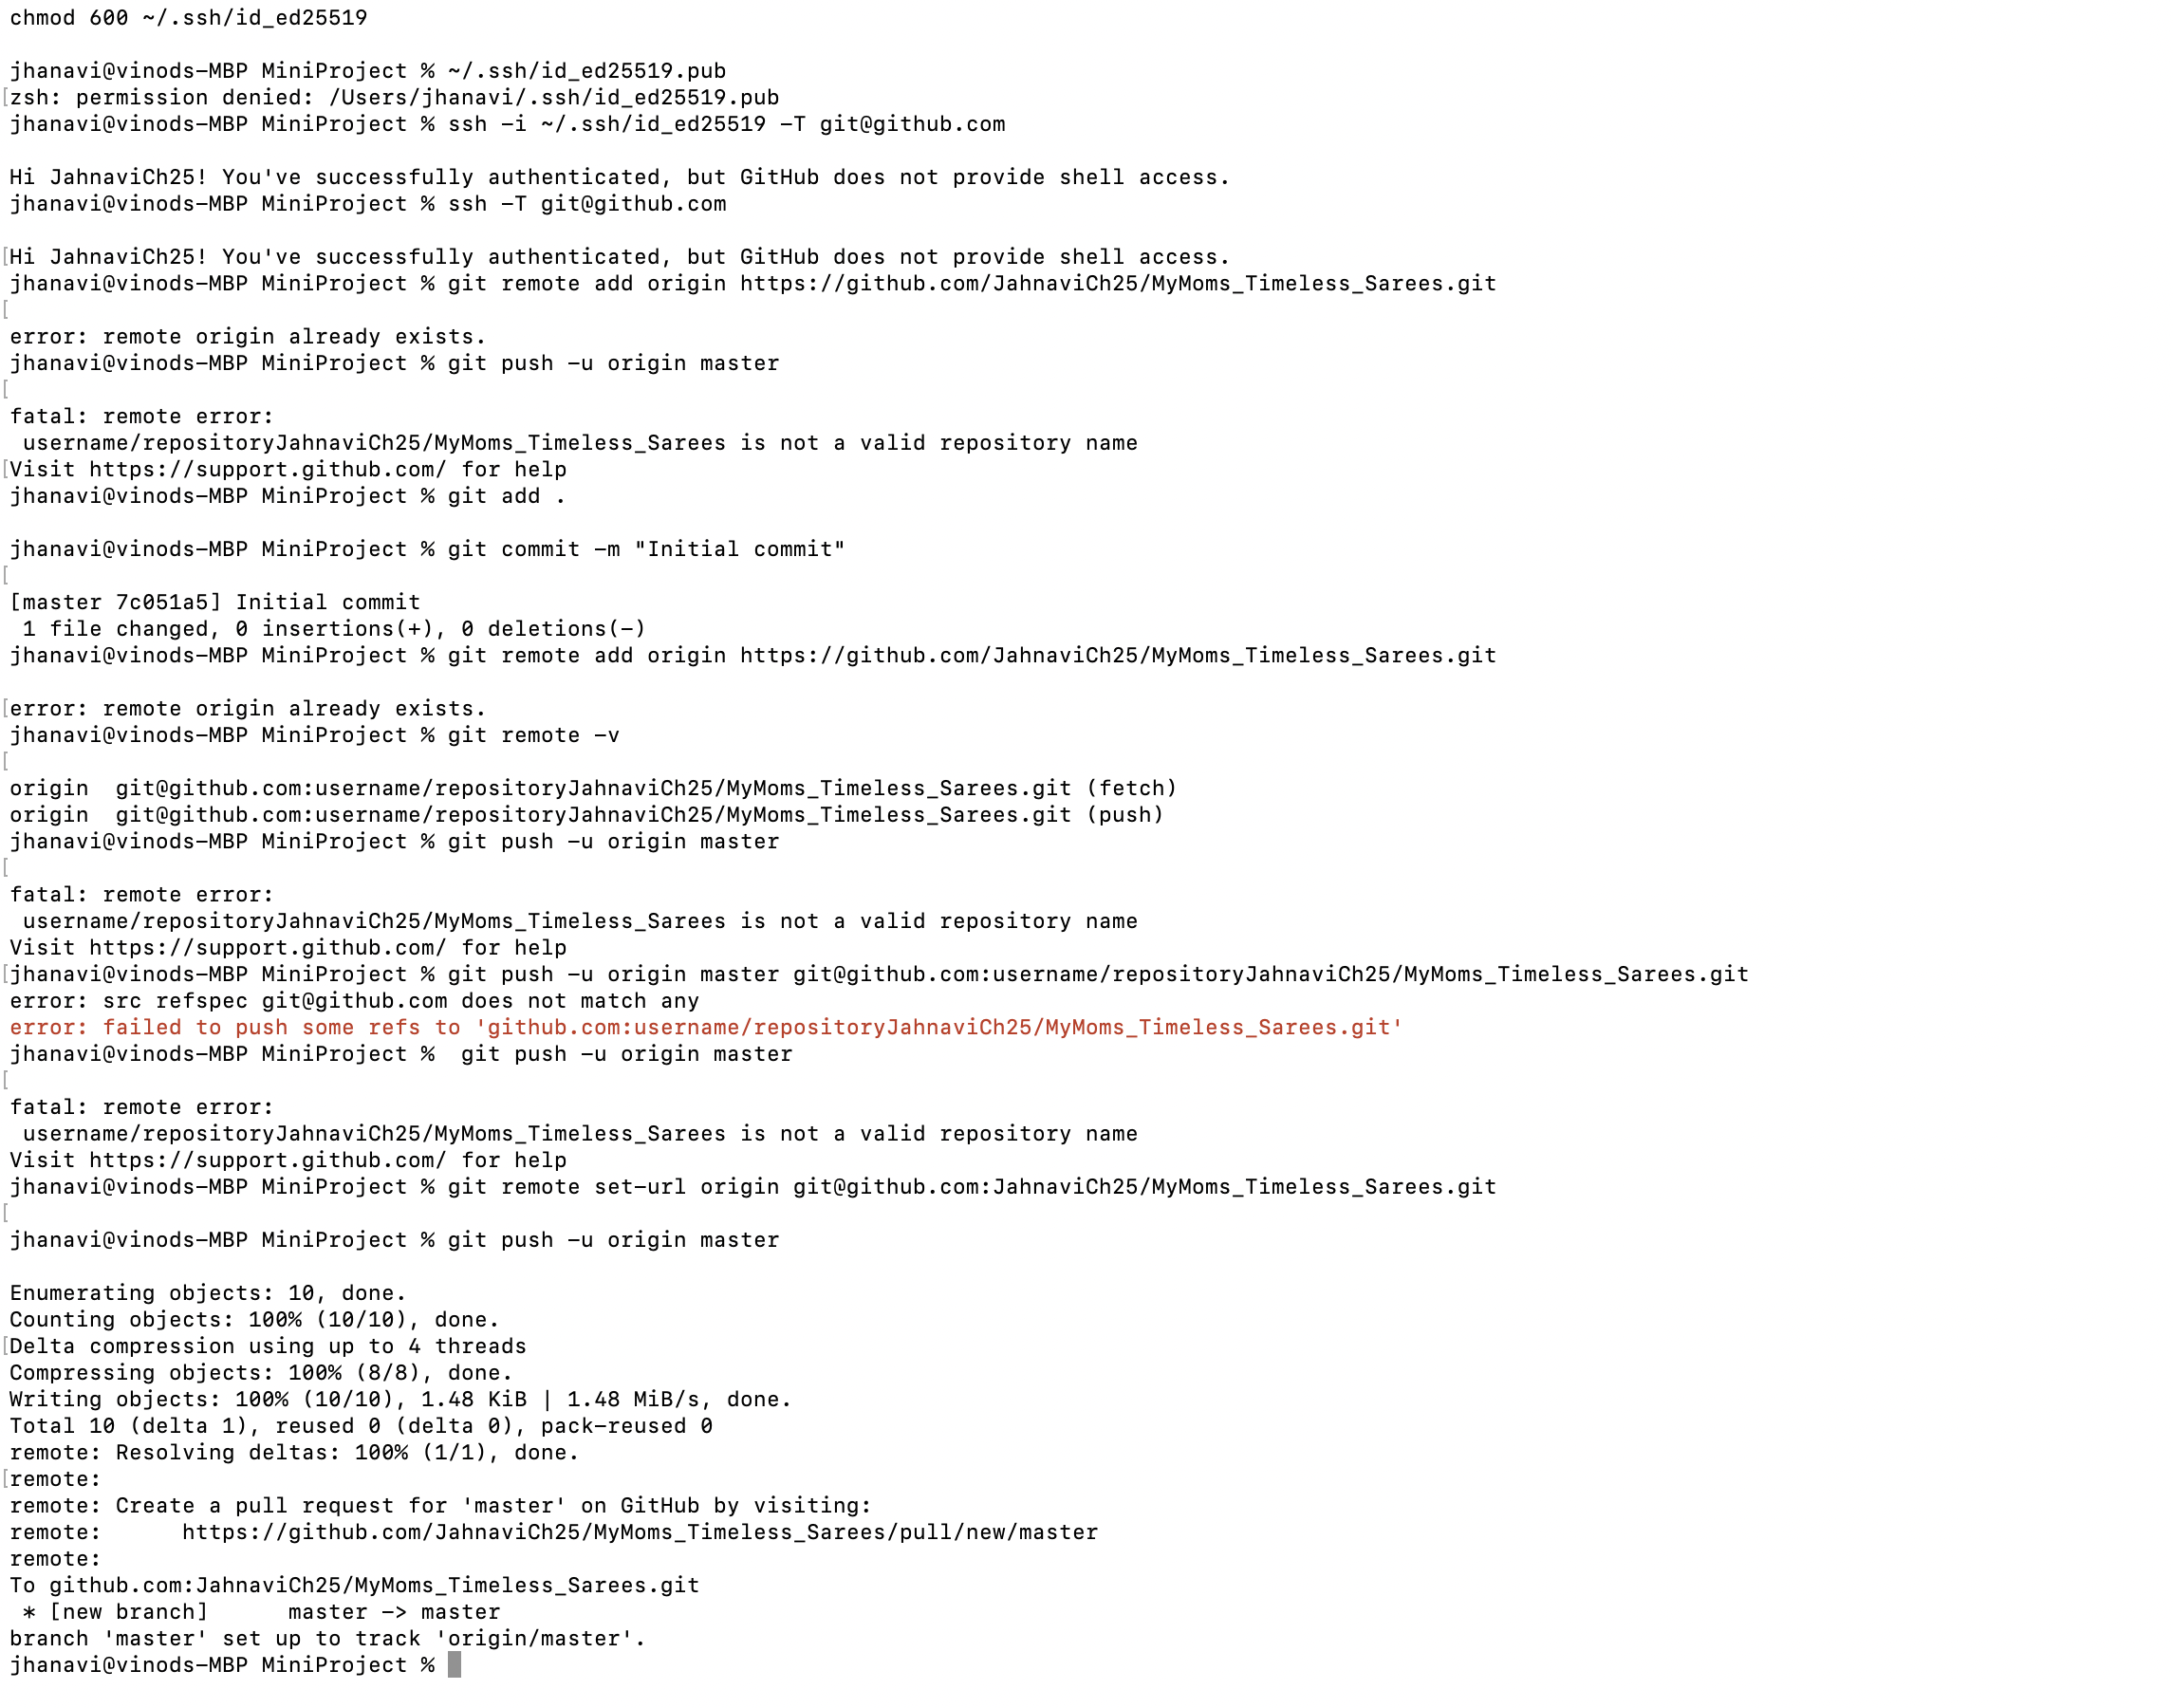 chmod 600 ~/.ssh/id_ed25519
jhanavi@vinods-MBP MiniProject % ~/.ssh/id_ed25519.pub
[zsh: permission denied: /Users/jhanavi/.ssh/id_ed25519.pub
jhanavi@vinods-MBP MiniProject % ssh -i ~/.ssh/id_ed25519 -T git@github.com
Hi JahnaviCh25! You've successfully authenticated, but GitHub does not provide shell access.
jhanavi@vinods-MBP MiniProject % ssh -T git@github.com
[Hi JahnaviCh25! You've successfully authenticated, but GitHub does not provide shell access.
jhanavi@vinods-MBP MiniProject % git remote add origin https://github.com/JahnaviCh25/MyMoms_Timeless_Sarees.git
[
error: remote origin already exists.
jhanavi@vinods-MBP MiniProject % git push -u origin master
[
fatal: remote error:
 username/repositoryJahnaviCh25/MyMoms_Timeless_Sarees is not a valid repository name
[Visit https://support.github.com/ for help
jhanavi@vinods-MBP MiniProject % git add .
jhanavi@vinods-MBP MiniProject % git commit -m "Initial commit"
[
[master 7c051a5] Initial commit
 1 file changed, 0 insertions(+), 0 deletions(-)
jhanavi@vinods-MBP MiniProject % git remote add origin https://github.com/JahnaviCh25/MyMoms_Timeless_Sarees.git
[error: remote origin already exists.
jhanavi@vinods-MBP MiniProject % git remote -v
[
origin  git@github.com:username/repositoryJahnaviCh25/MyMoms_Timeless_Sarees.git (fetch)
origin  git@github.com:username/repositoryJahnaviCh25/MyMoms_Timeless_Sarees.git (push)
jhanavi@vinods-MBP MiniProject % git push -u origin master
[
fatal: remote error:
 username/repositoryJahnaviCh25/MyMoms_Timeless_Sarees is not a valid repository name
Visit https://support.github.com/ for help
[jhanavi@vinods-MBP MiniProject % git push -u origin master git@github.com:username/repositoryJahnaviCh25/MyMoms_Timeless_Sarees.git
error: src refspec git@github.com does not match any
error: failed to push some refs to 'github.com:username/repositoryJahnaviCh25/MyMoms_Timeless_Sarees.git'
jhanavi@vinods-MBP MiniProject %  git push -u origin master
[
fatal: remote error:
 username/repositoryJahnaviCh25/MyMoms_Timeless_Sarees is not a valid repository name
Visit https://support.github.com/ for help
jhanavi@vinods-MBP MiniProject % git remote set-url origin git@github.com:JahnaviCh25/MyMoms_Timeless_Sarees.git
[
jhanavi@vinods-MBP MiniProject % git push -u origin master
Enumerating objects: 10, done.
Counting objects: 100% (10/10), done.
[Delta compression using up to 4 threads
Compressing objects: 100% (8/8), done.
Writing objects: 100% (10/10), 1.48 KiB | 1.48 MiB/s, done.
Total 10 (delta 1), reused 0 (delta 0), pack-reused 0
remote: Resolving deltas: 100% (1/1), done.
[remote:
remote: Create a pull request for 'master' on GitHub by visiting:
remote:      https://github.com/JahnaviCh25/MyMoms_Timeless_Sarees/pull/new/master
remote:
To github.com:JahnaviCh25/MyMoms_Timeless_Sarees.git
 * [new branch]      master -> master
branch 'master' set up to track 'origin/master'.
jhanavi@vinods-MBP MiniProject %